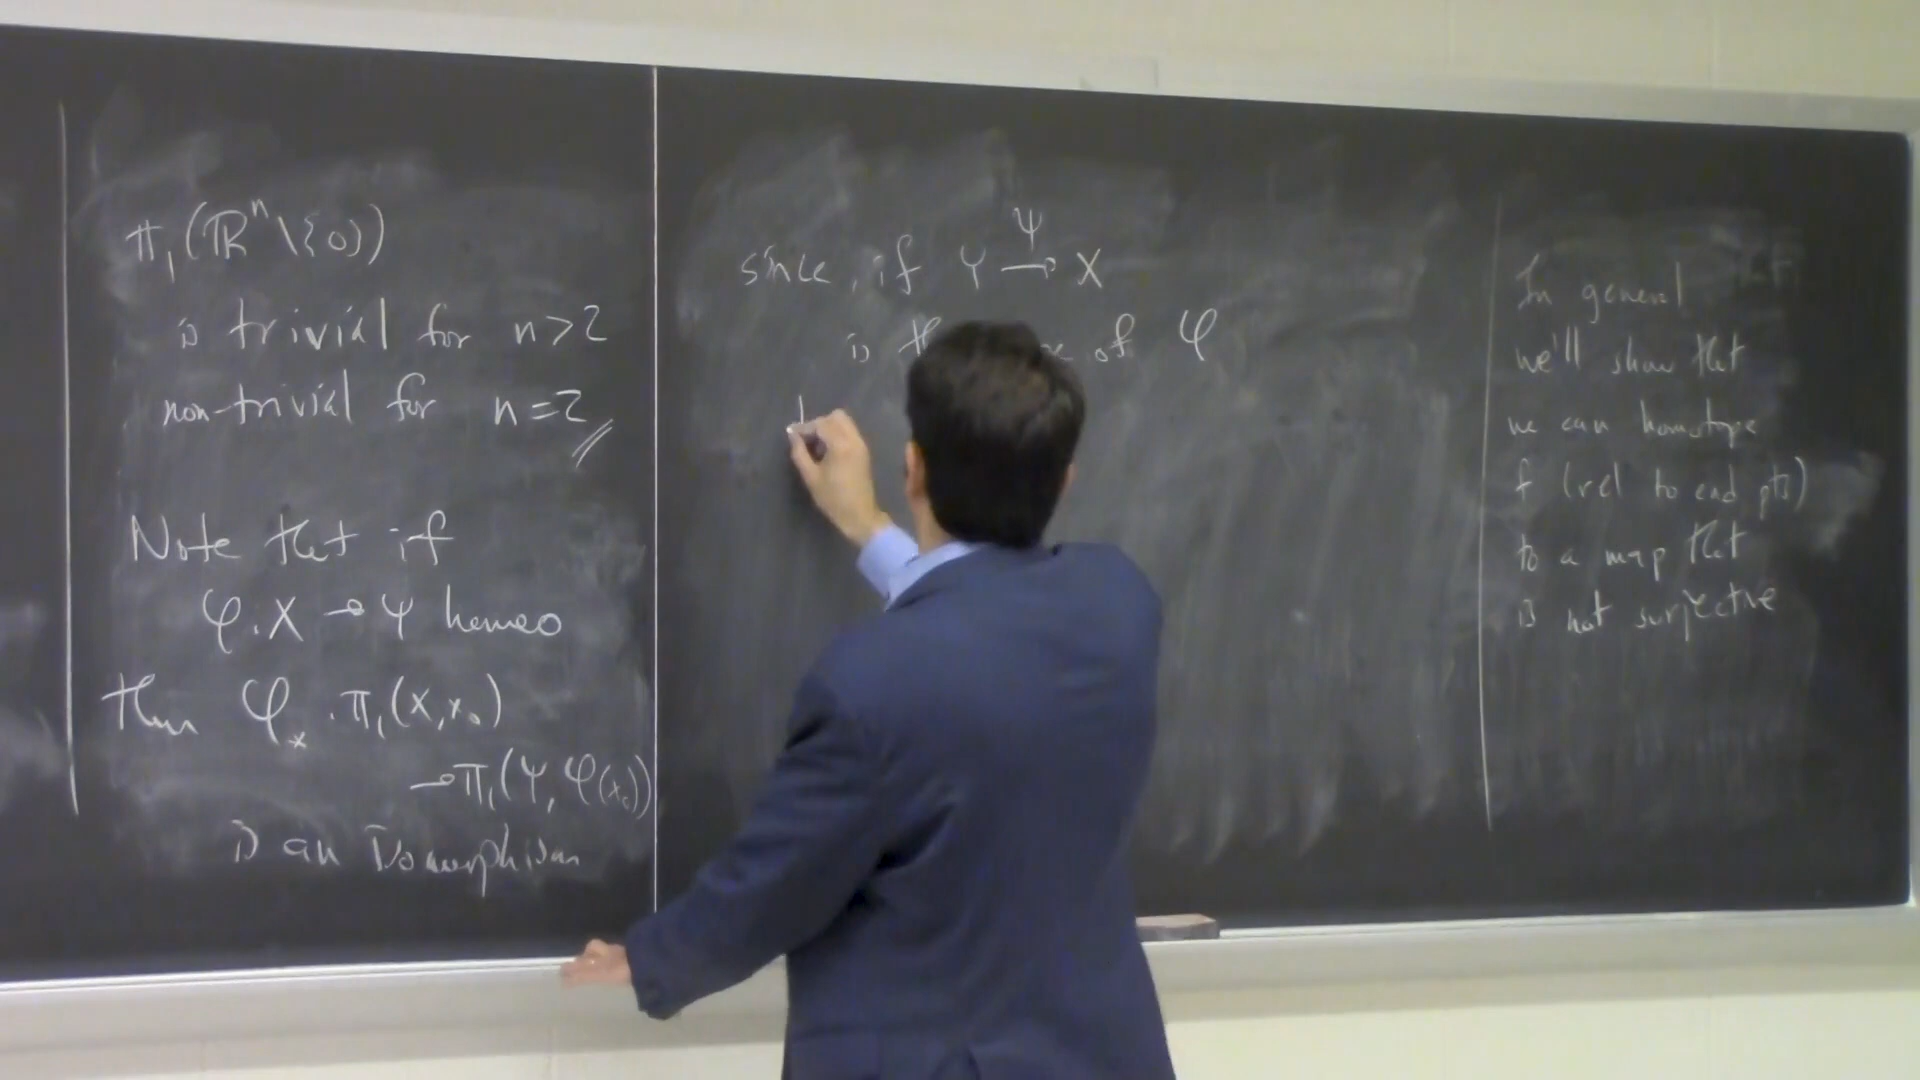 π₁(ℝⁿ \ {0})
is trivial for n>2
non-trivial for n=2
Note that if
φ: X → Y homeo
then φ_* : π₁(X, x₀)
→ π₁(Y, φ(x₀))
is an isomorphism
since, if Y →^ψ X
is of φ
In general
we'll show that
we can homotope
f (rel to end pts)
to a map that
is not surjective